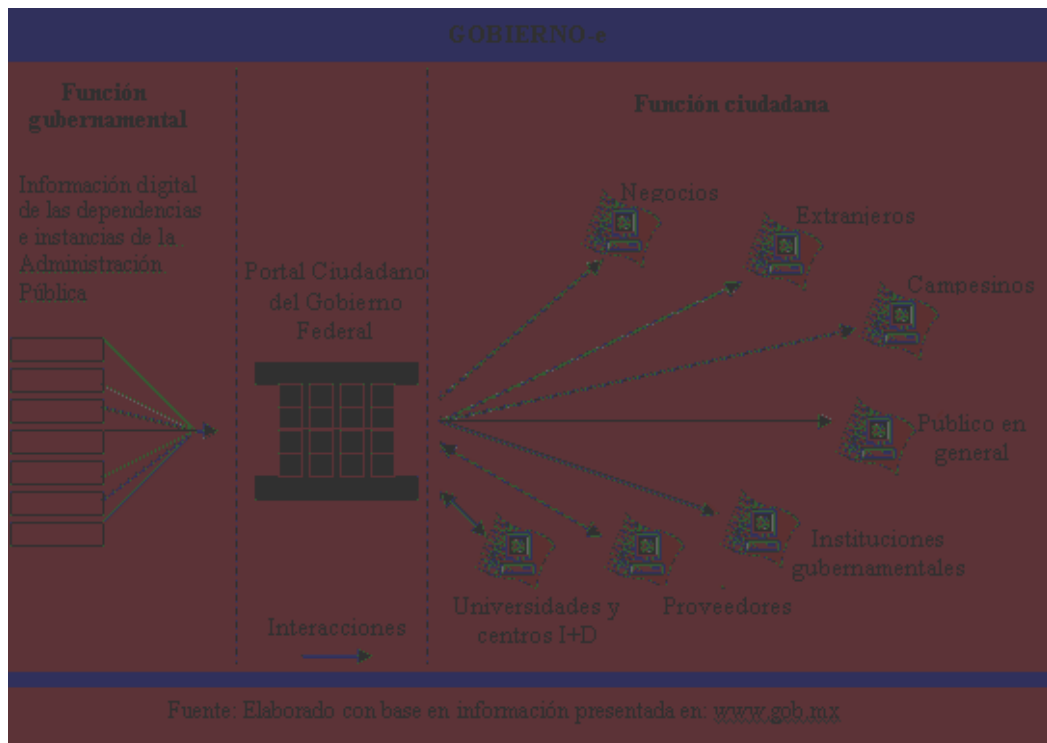 GOBIERNO-e
Función
gubernamental
Función ciudadana
Información digital
de las dependencias
e instancias de la
Administración
Pública
Portal Ciudadano
del Gobierno
Federal
Negocios
Extranjeros
Campesinos
Publico en
general
Instituciones
gubernamentales
Proveedores
Universidades y
centros I+D
Interacciones
Fuente: Elaborado con base en información presentada en: www.gob.mx